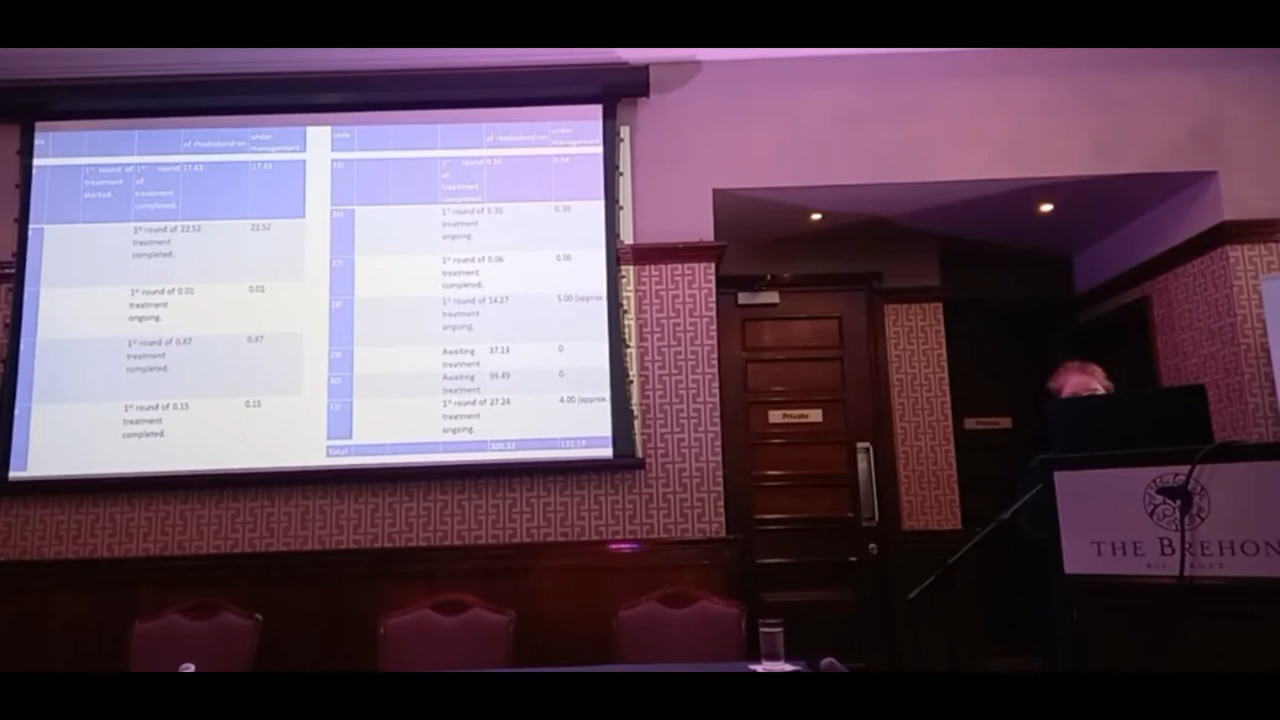 of rhododendron
under
management
1st round of
treatment
started.
1st round
of
treatment
completed.
17.63
17.63
1st round of
treatment
completed.
22.52
22.52
1st round of
treatment
ongoing.
0.01
0.01
1st round of
treatment
completed.
0.87
0.87
1st round of
treatment
completed.
0.15
0.15
code
of rhododendron
under
management
1st round
of
treatment
completed.
0.54
0.54
1st round of
treatment
ongoing.
0.30
0.30
1st round of
treatment
completed.
0.06
0.06
1st round of
treatment
ongoing.
14.27
5.00 (approx.
Awaiting
treatment
37.13
0
Awaiting
treatment
99.49
0
1st round of
treatment
ongoing.
27.24
4.00 (approx.
Total
Private
THE BREHON